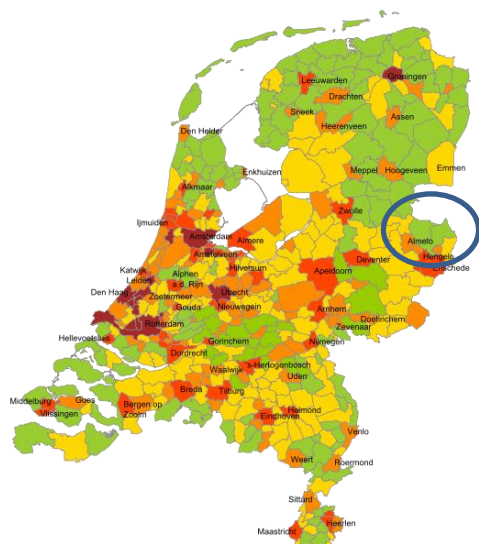 Groningen
Leeuwarden
Drachten
Sneek
Assen
Heerenveen
Den Helder
Emmen
Meppel
Hoogeveen
Enkhuizen
Alkmaar
Zwolle
IJmuiden
Amsterdam
Almelo
Almere
Amstelveen
Hengelo
Deventer
Enschede
Katwijk
Hilversum
Apeldoorn
Leiden
Alphen
a.d. Rijn
Den Haag
Zoetermeer
Utrecht
Gouda
Nieuwegein
Arnhem
Doetinchem
Rotterdam
Zevenaar
Hellevoetsluis
Gorinchem
Nijmegen
Dordrecht
Waalwijk
's-Hertogenbosch
Uden
Breda
Tilburg
Middelburg
Goes
Bergen op
Zoom
Vlissingen
Helmond
Eindhoven
Venlo
Weert
Roermond
Sittard
Heerlen
Maastricht